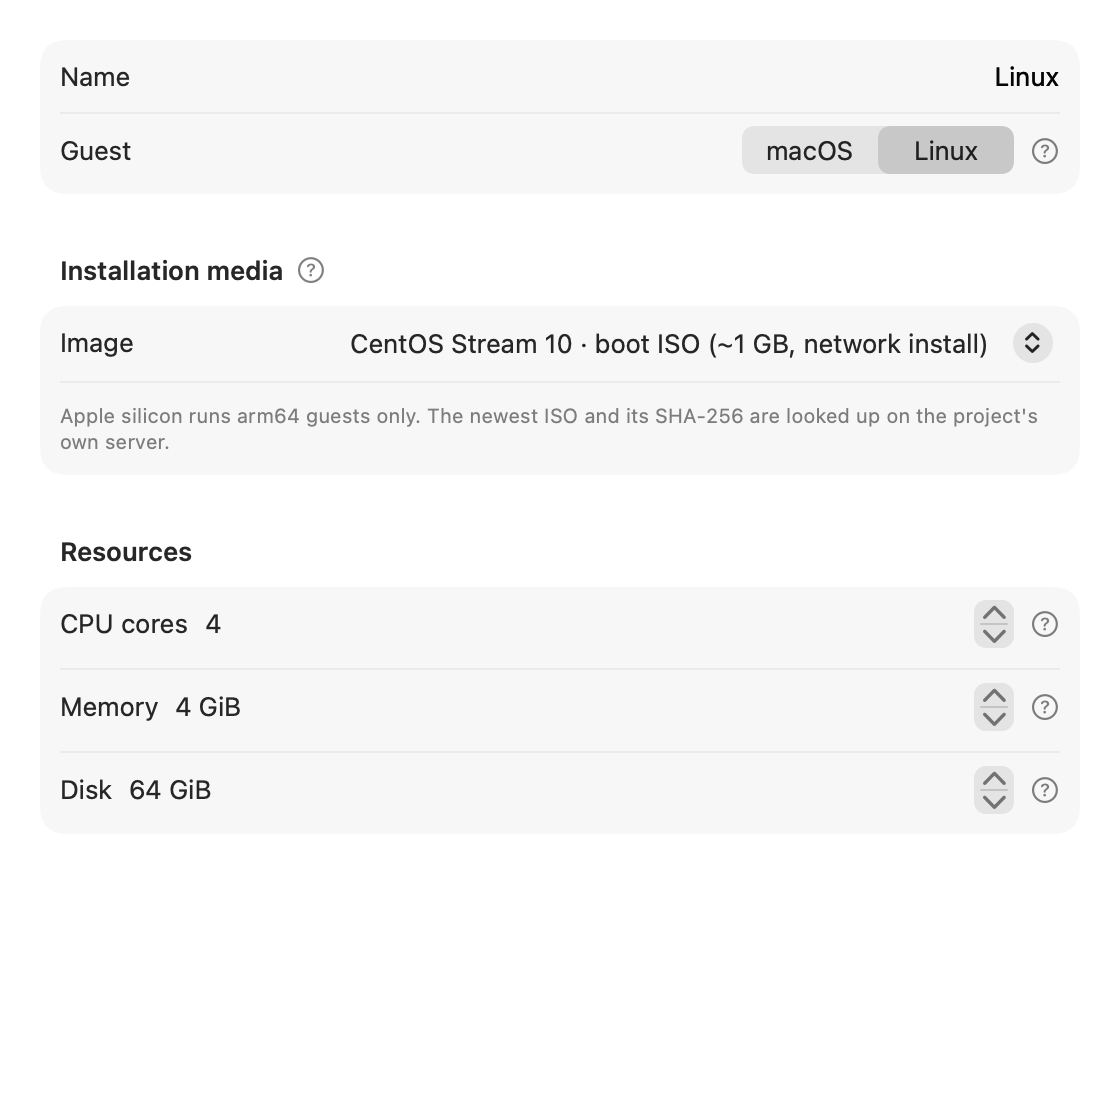 Name Linux
Guest macOS Linux ?
Installation media ?
Image CentOS Stream 10 · boot ISO (~1 GB, network install)
Apple silicon runs arm64 guests only. The newest ISO and its SHA-256 are looked up on the project's
own server.
Resources
CPU cores 4 ?
Memory 4 GiB ?
Disk 64 GiB ?